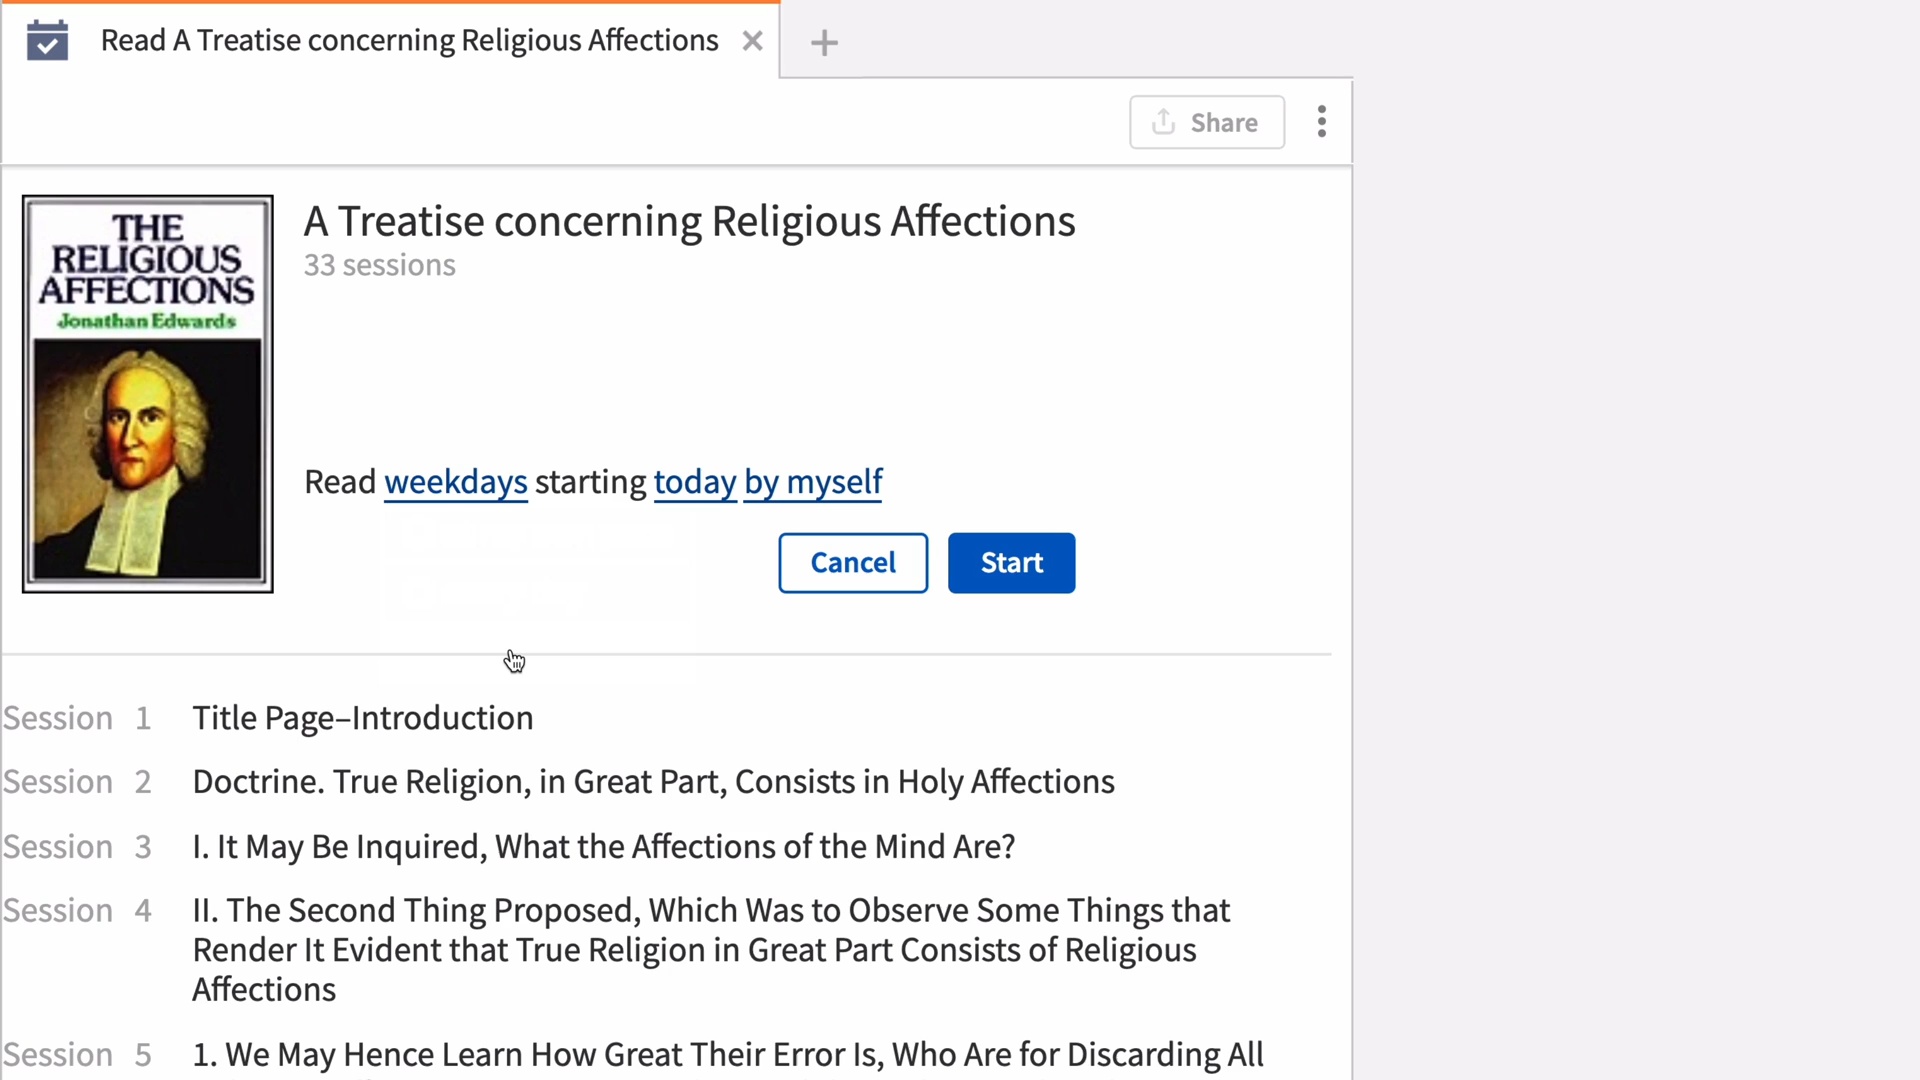 Read A Treatise concerning Religious Affections
Share
THE
RELIGIOUS
AFFECTIONS
Jonathan Edwards
A Treatise concerning Religious Affections
33 sessions
Read weekdays starting today by myself
Cancel Start
Session 1 Title Page–Introduction
Session 2 Doctrine. True Religion, in Great Part, Consists in Holy Affections
Session 3 I. It May Be Inquired, What the Affections of the Mind Are?
Session 4 II. The Second Thing Proposed, Which Was to Observe Some Things that
Render It Evident that True Religion in Great Part Consists of Religious
Affections
Session 5 1. We May Hence Learn How Great Their Error Is, Who Are for Discarding All